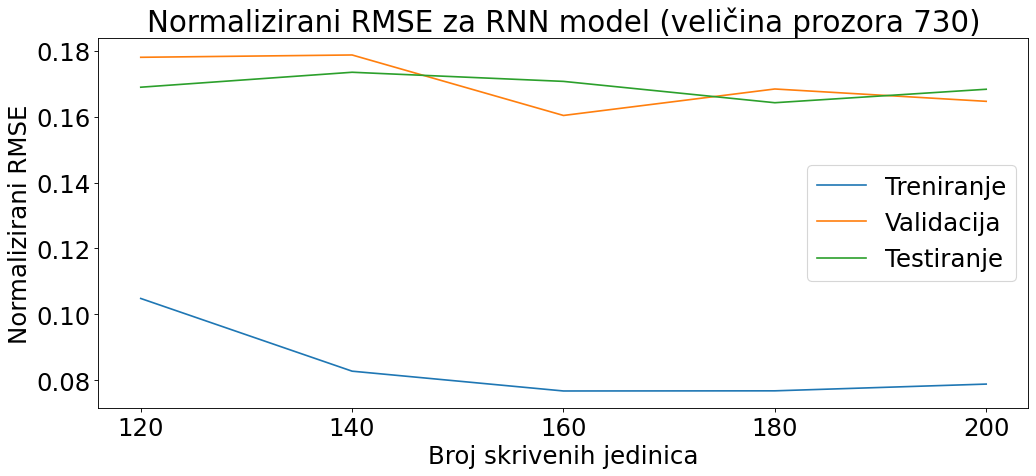 Normalizirani RMSE za RNN model (veličina prozora 730)
Normalizirani RMSE
0.18
0.16
0.14
0.12
0.10
0.08
Treniranje
Validacija
Testiranje
120 140 160 180 200
Broj skrivenih jedinica